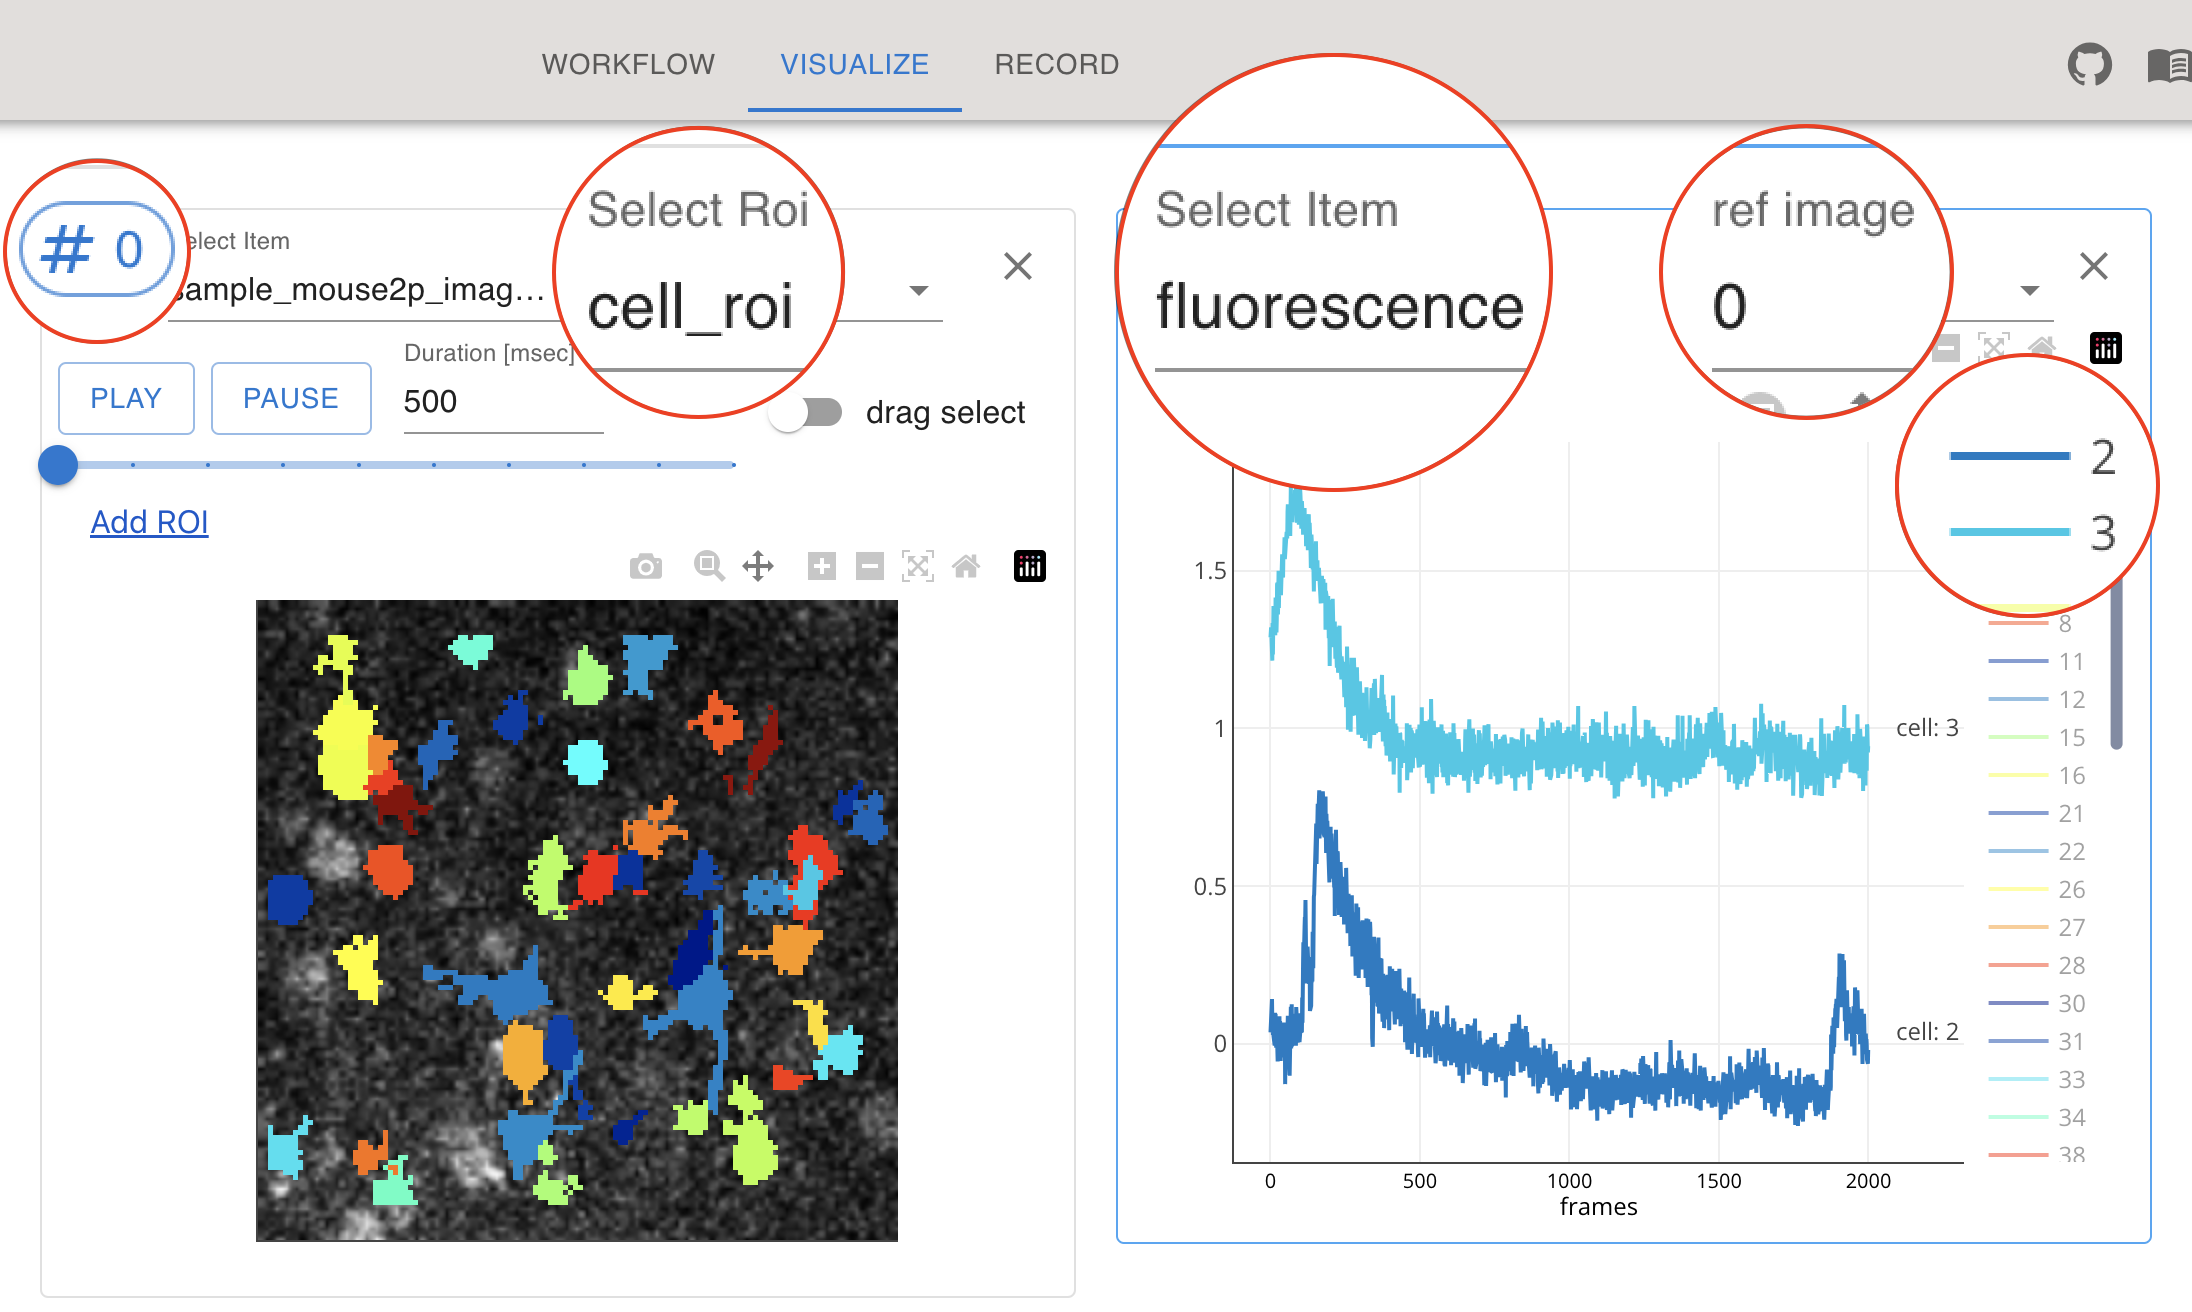 WORKFLOW
VISUALIZE
RECORD
# 0
elect Item
sample_mouse2p_imag...
Select Roi
cell_roi
PLAY
PAUSE
Duration [msec]
500
drag select
Add ROI
Select Item
fluorescence
ref image
0
2
3
8
11
12
15
16
21
22
26
27
28
30
31
33
34
38
1.5
1
0.5
0
cell: 3
cell: 2
0
500
1000
1500
2000
frames